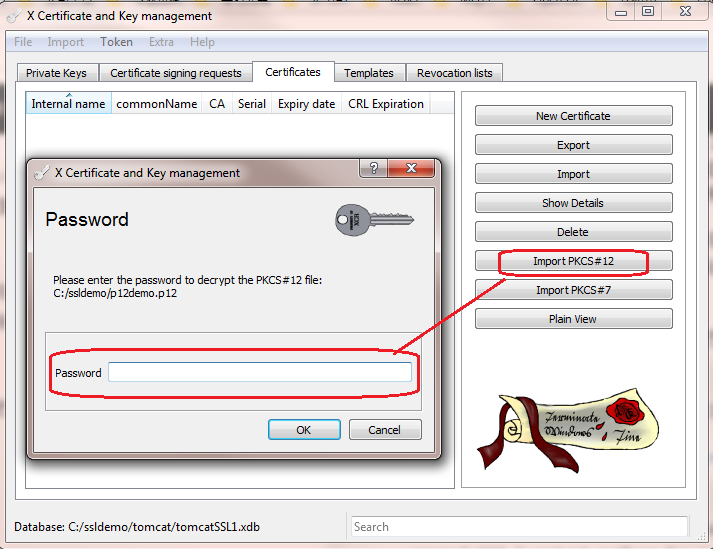 X Certificate and Key management
File Import Token Extra Help
Private Keys Certificate signing requests Certificates Templates Revocation lists
Internal name commonName CA Serial Expiry date CRL Expiration
New Certificate
Export
Import
Show Details
Delete
Import PKCS#12
Import PKCS#7
Plain View
X Certificate and Key management
Password
Please enter the password to decrypt the PKCS#12 file:
C:/ssldemo/p12demo.p12
Password
OK Cancel
Database: C:/ssldemo/tomcat/tomcatSSL1.xdb
Search